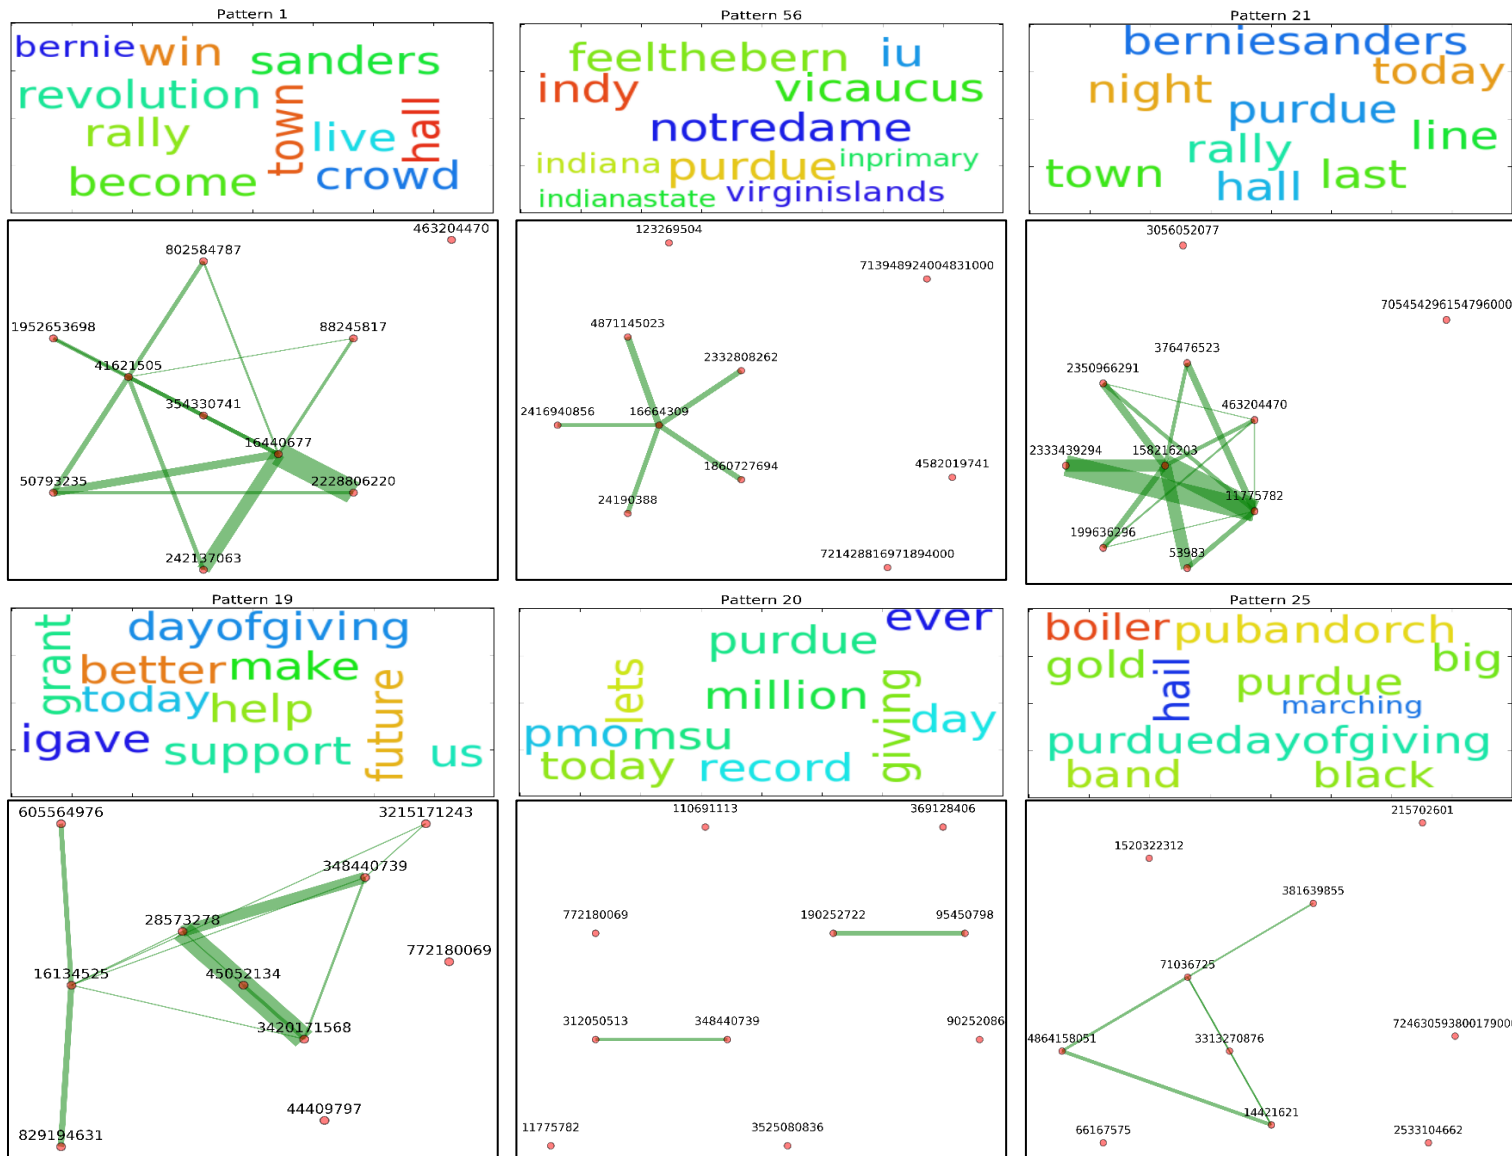 Pattern 1
bernie win
sanders
revolution
town
hall
rally
live
become
crowd
463204470
802584787
1952653698
88245817
41621505
354330741
16440677
50793235
2228806220
242137063
Pattern 56
feelthebern iu
indy
vicaucus
notredame
indiana purdue inprimary
indianastate virginislands
123269504
713948924004831000
4871145023
2332808262
2416940856
16664309
1860727694
4582019741
24190388
721428816971894000
Pattern 21
berniesanders
night
today
purdue
rally
line
town
hall
last
3056052077
705454296154796000
376476523
2350966291
463204470
2333439294
158216203
11775782
199636296
53983
Pattern 19
grant
dayofgiving
better make
today help
future
igave support us
605564976
3215171243
348440739
28573278
772180069
16134525
45052134
3420171568
44409797
829194631
Pattern 20
ever
purdue
lets
million
giving
day
pmo msu
today record
110691113
369128406
772180069
190252722
95450798
312050513
348440739
90252086
11775782
3525080836
Pattern 25
boiler pubandorch
gold
hail
big
purdue
marching
purduedayofgiving
band
black
215702601
1520322312
381639855
71036725
4864158051
3313270876
14421621
66167575
2533104662